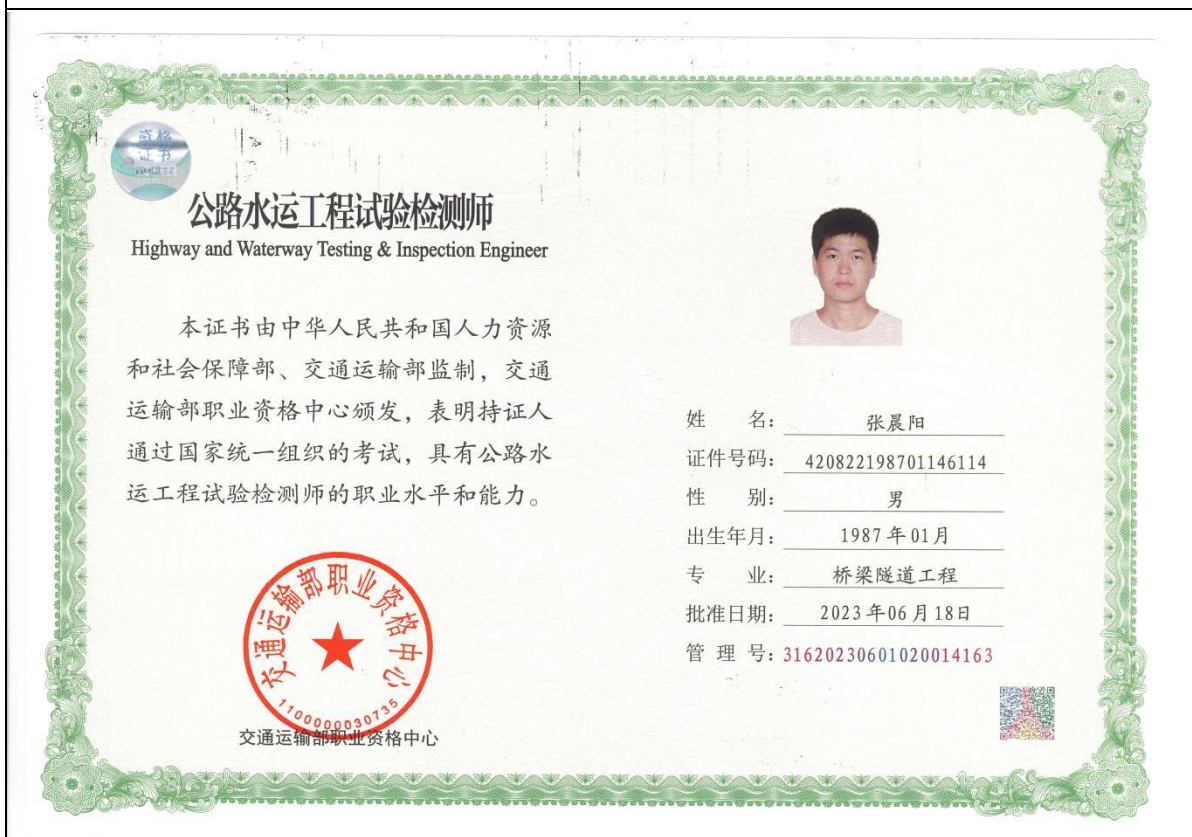 资格
证书
公路水运工程试验检测师
Highway and Waterway Testing & Inspection Engineer
本证书由中华人民共和国人力资源
和社会保障部、交通运输部监制，交通
运输部职业资格中心颁发，表明持证人
通过国家统一组织的考试，具有公路水
运工程试验检测师的职业水平和能力。
交通运输部职业资格中心
1100000030735
交通运输部职业资格中心
姓 名：张晨阳
证件号码：420822198701146114
性 别：男
出生年月：1987年01月
专 业：桥梁隧道工程
批准日期：2023年06月18日
管 理 号：31620230601020014163